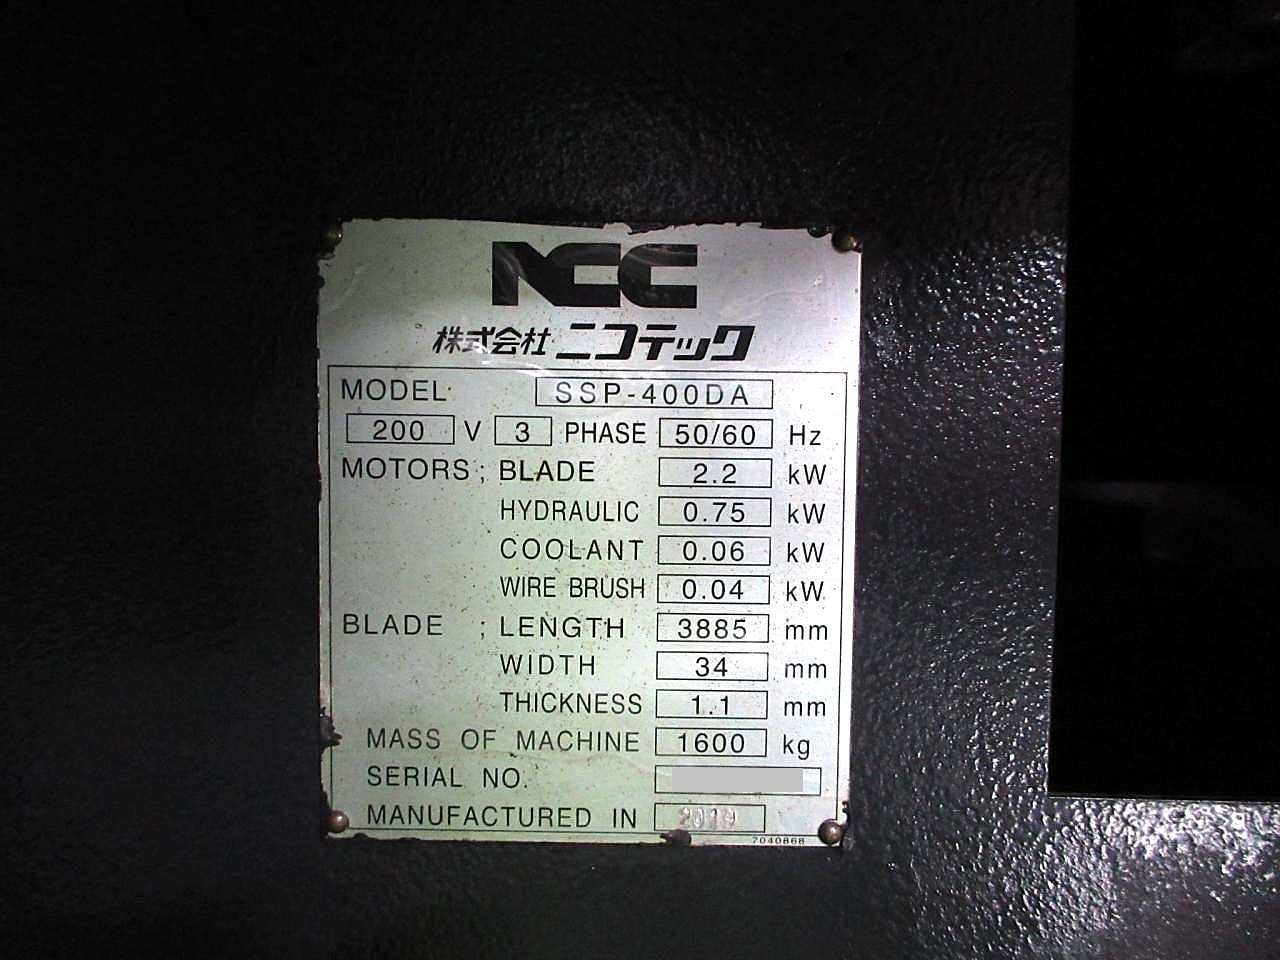 NCC
株式会社 ニコテック
MODEL SSP-400DA
200 V 3 PHASE 50/60 Hz
MOTORS ; BLADE 2.2 kW
HYDRAULIC 0.75 kW
COOLANT 0.06 kW
WIRE BRUSH 0.04 kW
BLADE ; LENGTH 3885 mm
WIDTH 34 mm
THICKNESS 1.1 mm
MASS OF MACHINE 1600 kg
SERIAL NO.
MANUFACTURED IN
7040868